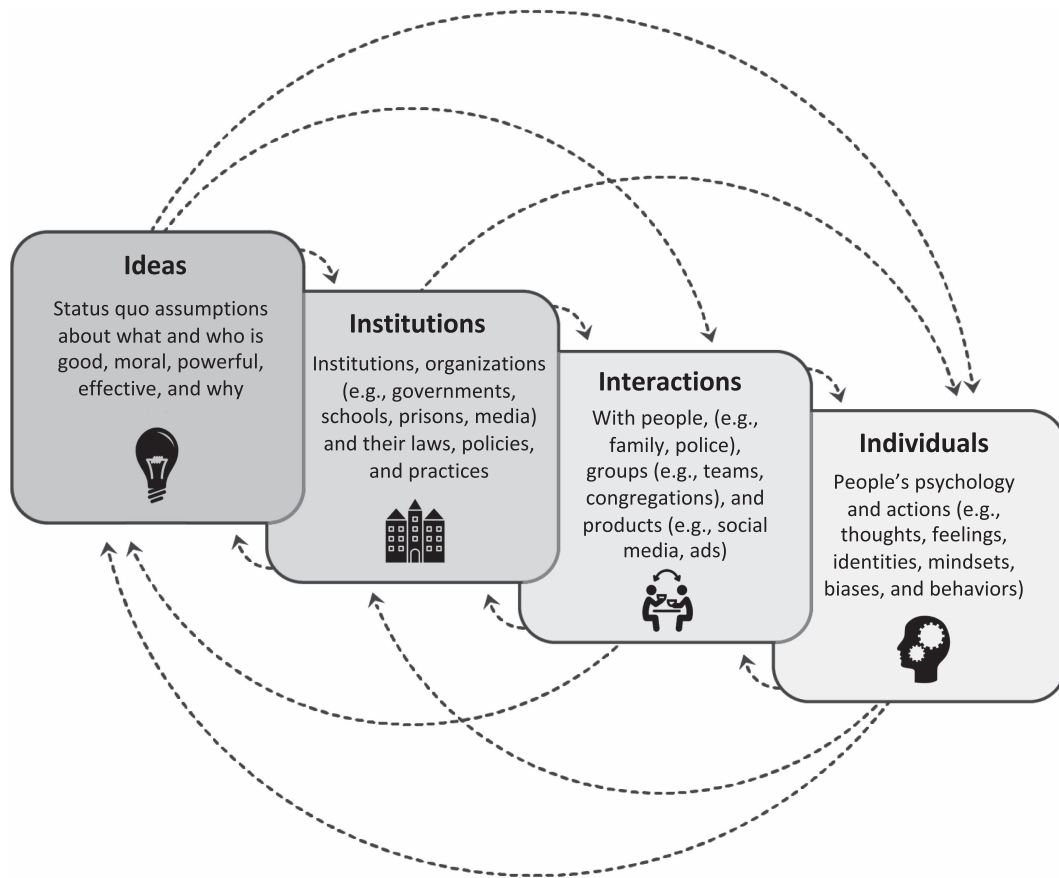 Ideas
Status quo assumptions
about what and who is
good, moral, powerful,
effective, and why
Institutions
Institutions, organizations
(e.g., governments,
schools, prisons, media)
and their laws, policies,
and practices
Interactions
With people, (e.g.,
family, police),
groups (e.g., teams,
congregations), and
products (e.g., social
media, ads)
Individuals
People’s psychology
and actions (e.g.,
thoughts, feelings,
identities, mindsets,
biases, and behaviors)